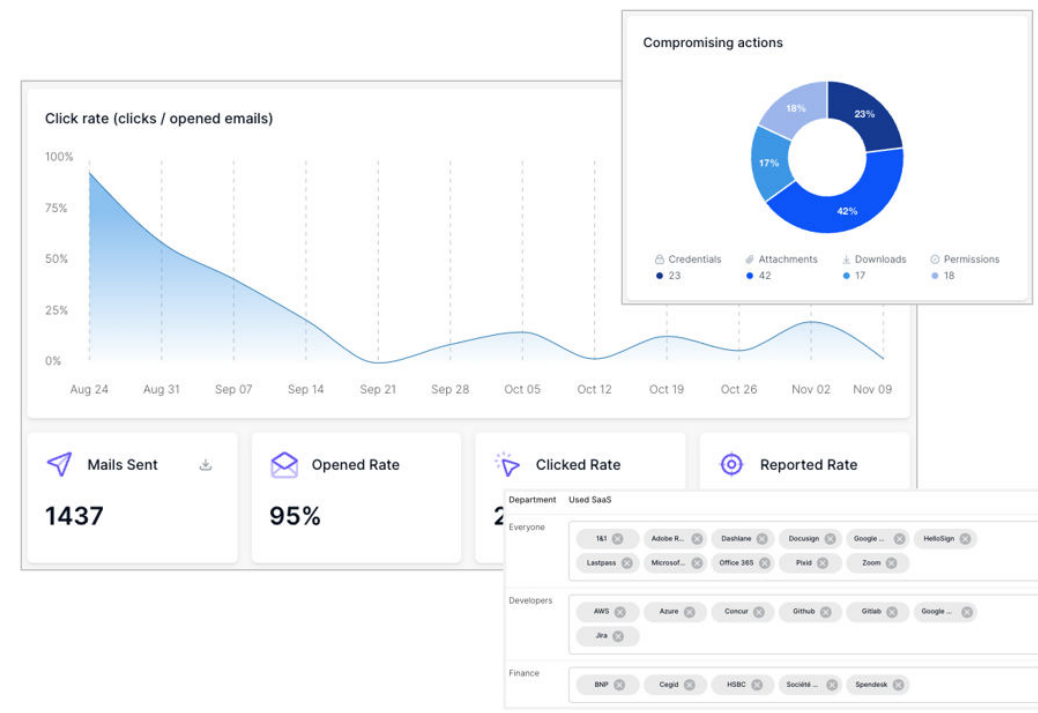 Compromising actions
18%
23%
17%
42%
Credentials Attachments Downloads Permissions
23 42 17 18
Click rate (clicks / opened emails)
100%
75%
50%
25%
0%
Aug 24 Aug 31 Sep 07 Sep 14 Sep 21 Sep 28 Oct 05 Oct 12 Oct 19 Oct 26 Nov 02 Nov 09
Mails Sent
1437
Opened Rate
95%
Clicked Rate
2
Reported Rate
Department Used SaaS
Everyone
1&1 Adobe R... Dashlane Docusign Google ... HelloSign
Lastpass Microsof... Office 365 Pixid Zoom
Developers
AWS Azure Concur Github Gitlab Google ...
Jira
Finance
BNP Cegid HSBC Société ... Spendesk